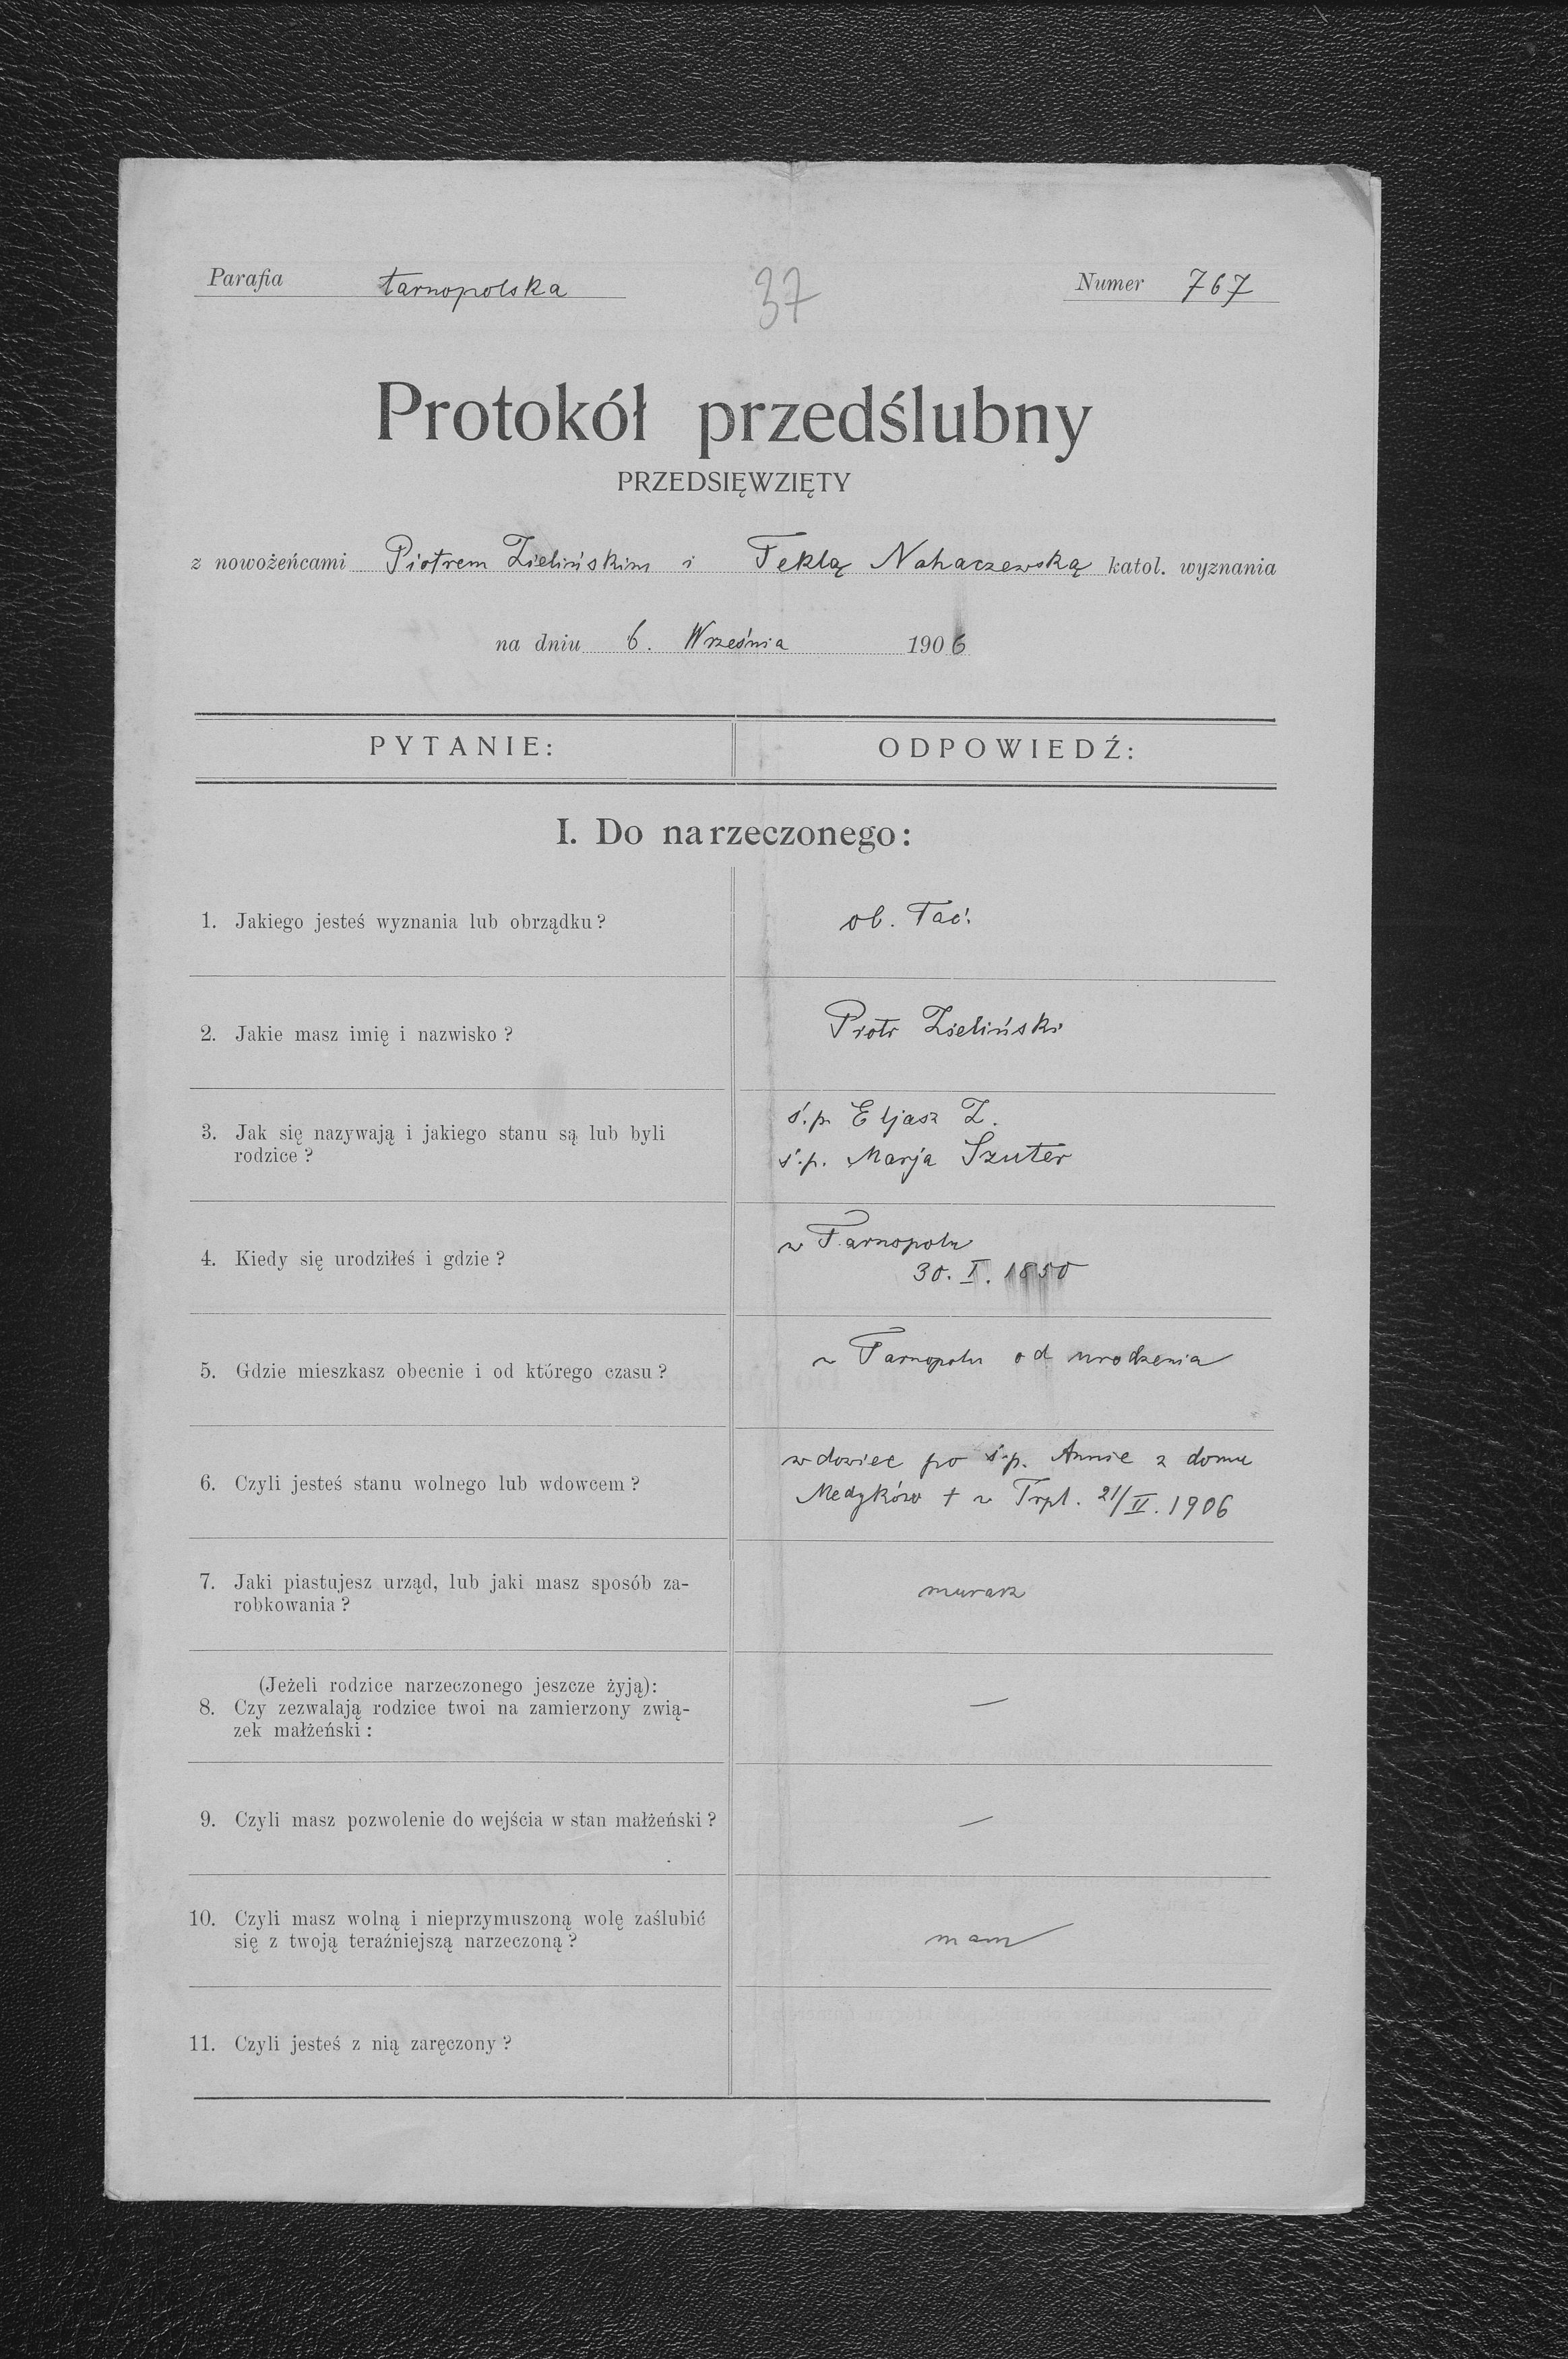 Parafia tarnopolska
37
Numer 767
Protokół przedślubny
PRZEDSIĘWZIĘTY
z nowożeńcami Piotrem Zielińskim i Teklą Nahaczewską katol. wyznania
na dniu 6. Września 1906
PYTANIE:
ODPOWIEDŹ:
I. Do narzeczonego:
1. Jakiego jesteś wyznania lub obrządku?
ob. łać.
2. Jakie masz imię i nazwisko?
Piotr Zieliński
3. Jak się nazywają i jakiego stanu są lub byli
rodzice?
ś.p. Eljasz Z.
ś.p. Marja Szuter
4. Kiedy się urodziłeś i gdzie?
w Tarnopolu
30. I. 1850
5. Gdzie mieszkasz obecnie i od którego czasu?
w Tarnopolu od urodzenia
6. Czyli jesteś stanu wolnego lub wdowcem?
wdowiec po ś.p. Annie z domu
Medyków + w Trpl. 21/II. 1906
7. Jaki piastujesz urząd, lub jaki masz sposób za-
robkowania?
murarz
(Jeżeli rodzice narzeczonego jeszcze żyją):
8. Czy zezwalają rodzice twoi na zamierzony zwią-
zek małżeński:
—
9. Czyli masz pozwolenie do wejścia w stan małżeński?
—
10. Czyli masz wolną i nieprzymuszoną wolę zaślubić
się z twoją teraźniejszą narzeczoną?
mam
11. Czyli jesteś z nią zaręczony?